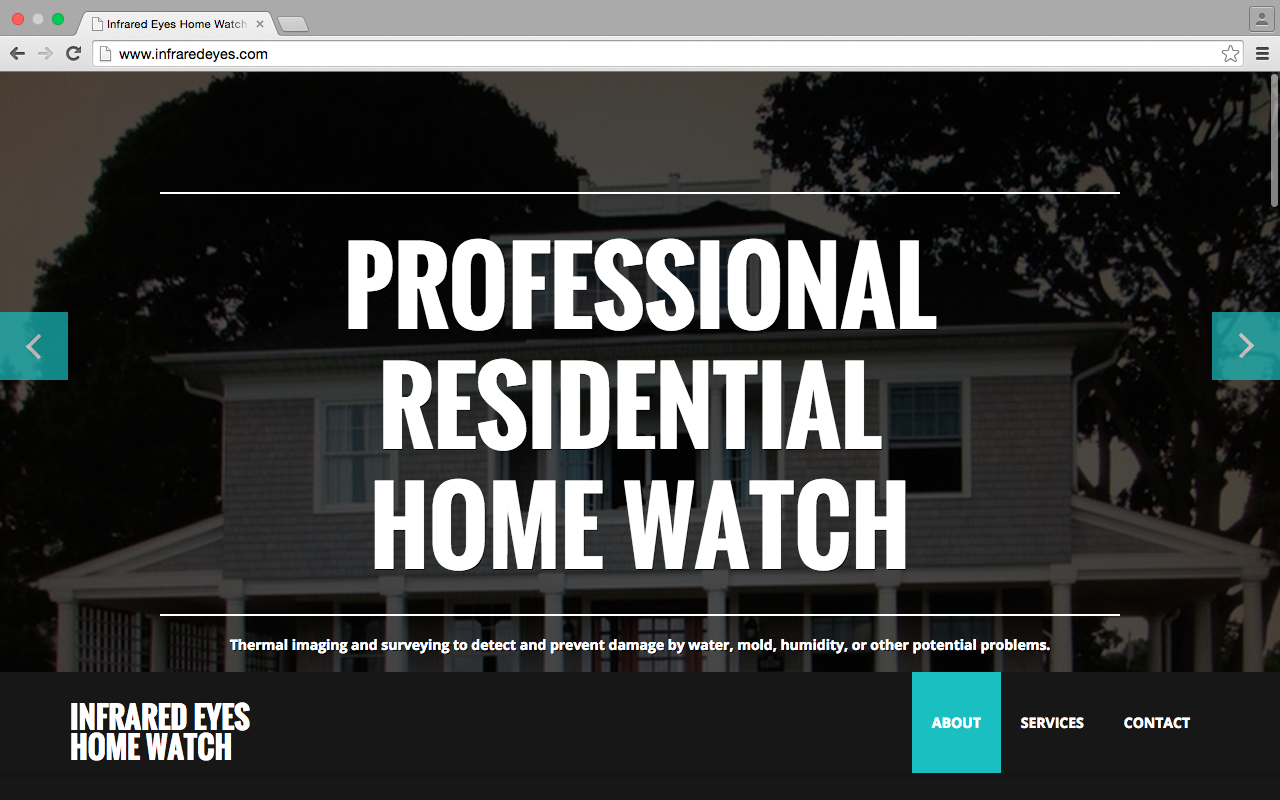 Infrared Eyes Home Watch
www.infraredeyes.com
PROFESSIONAL
RESIDENTIAL
HOME WATCH
Thermal imaging and surveying to detect and prevent damage by water, mold, humidity, or other potential problems.
INFRARED EYES
HOME WATCH
ABOUT SERVICES CONTACT